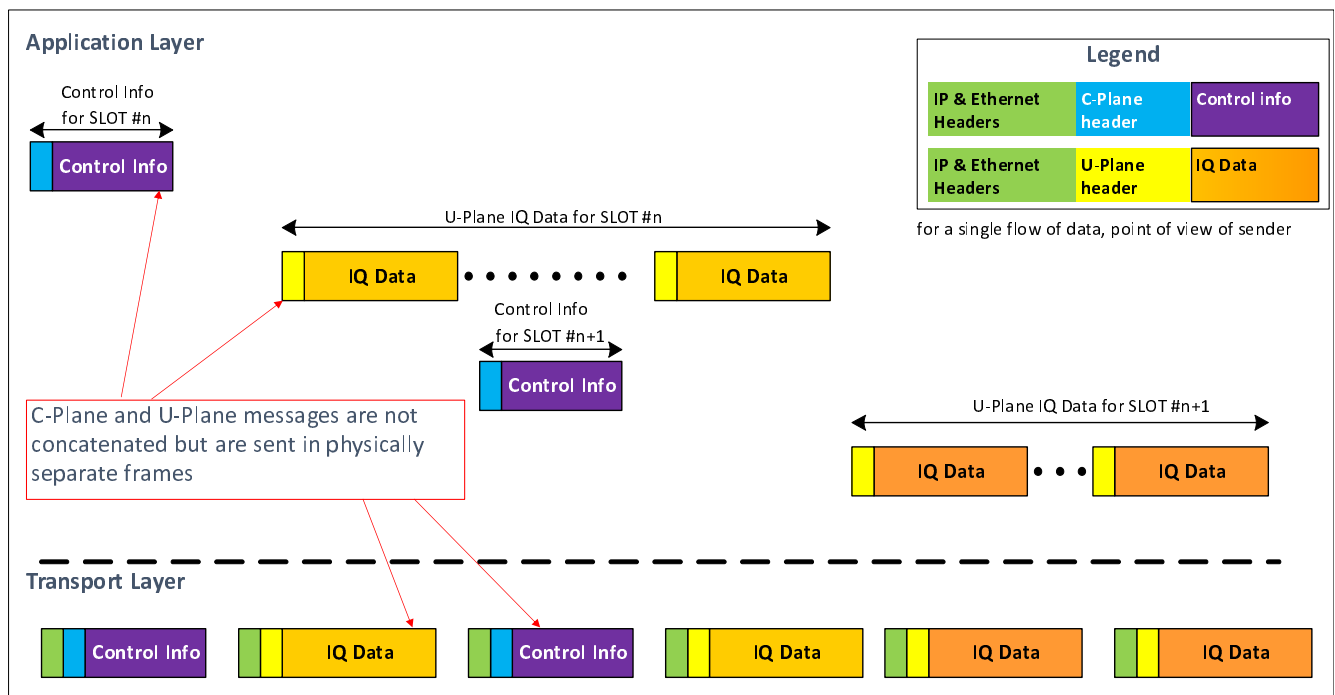 Application Layer
Legend
IP & Ethernet
Headers
C-Plane
header
Control info
IP & Ethernet
Headers
U-Plane
header
IQ Data
for a single flow of data, point of view of sender
Control Info
for SLOT #n
Control Info
U-Plane IQ Data for SLOT #n
IQ Data
IQ Data
Control Info
for SLOT #n+1
Control Info
C-Plane and U-Plane messages are not
concatenated but are sent in physically
separate frames
U-Plane IQ Data for SLOT #n+1
IQ Data
IQ Data
Transport Layer
Control Info
IQ Data
Control Info
IQ Data
IQ Data
IQ Data